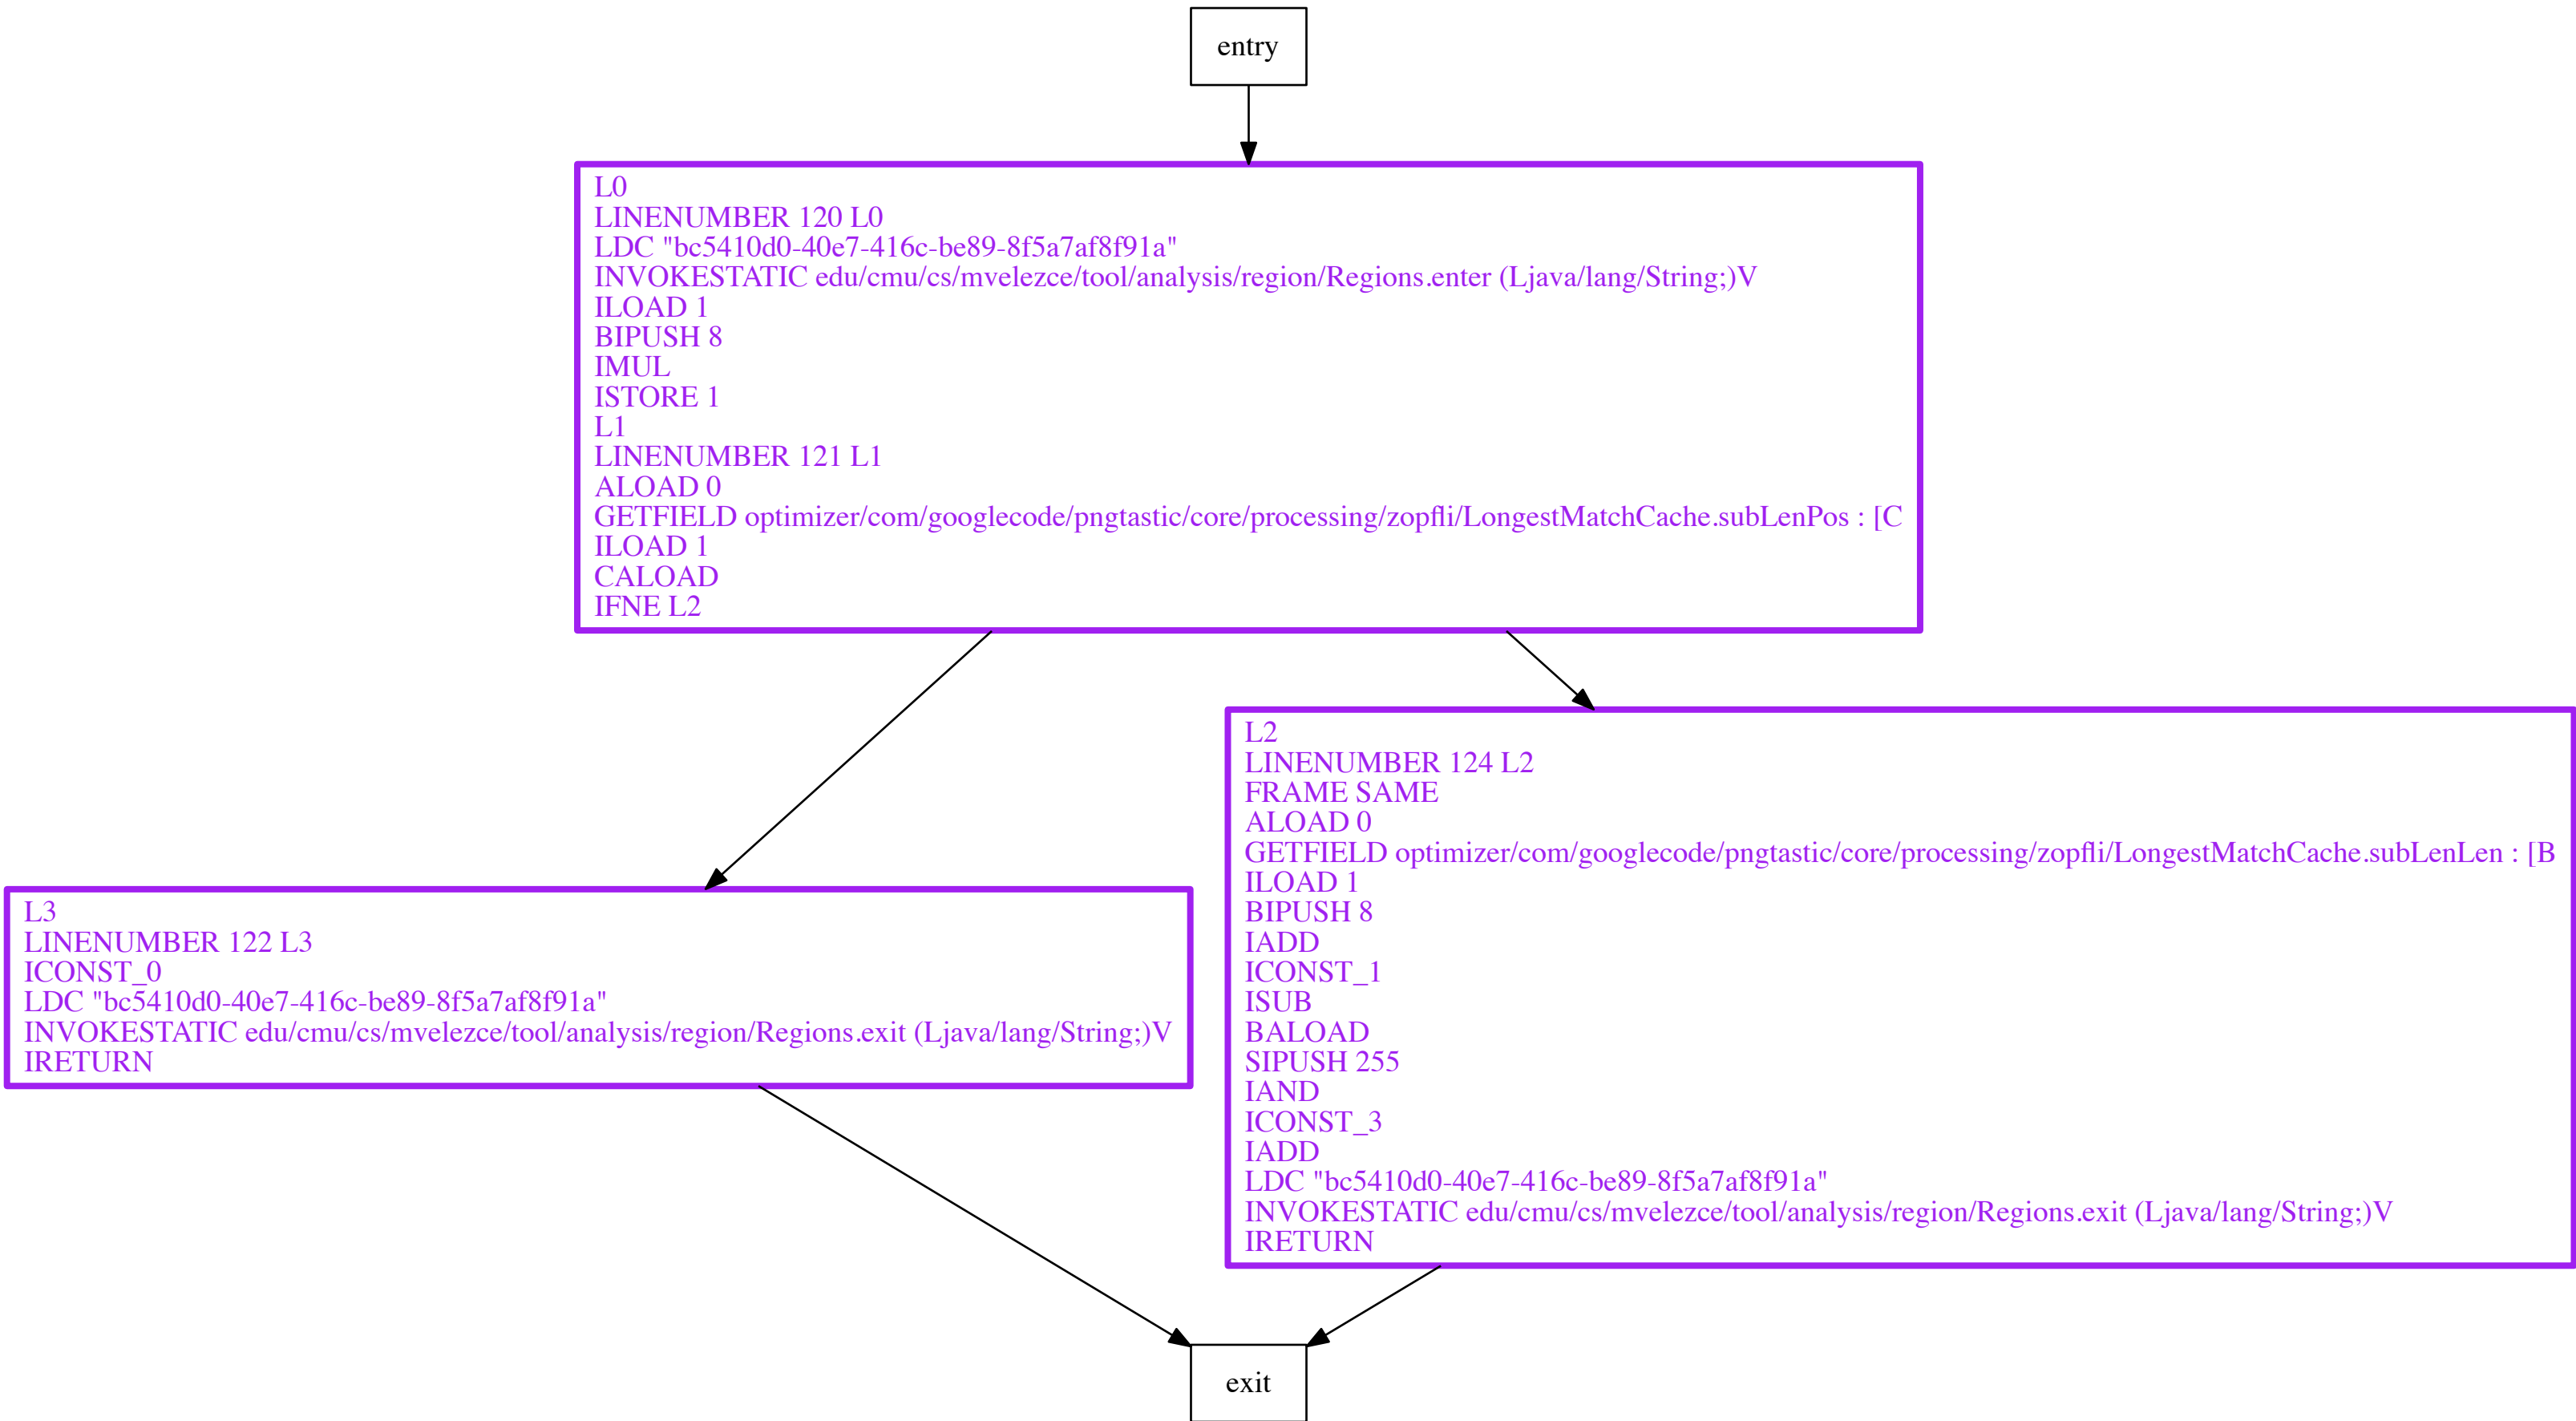 entry
L0
LINENUMBER 120 L0
LDC "bc5410d0-40e7-416c-be89-8f5a7af8f91a"
INVOKESTATIC edu/cmu/cs/mvelezce/tool/analysis/region/Regions.enter (Ljava/lang/String;)V
ILOAD 1
BIPUSH 8
IMUL
ISTORE 1
L1
LINENUMBER 121 L1
ALOAD 0
GETFIELD optimizer/com/googlecode/pngtastic/core/processing/zopfli/LongestMatchCache.subLenPos : [C
ILOAD 1
CALOAD
IFNE L2
L2
LINENUMBER 124 L2
FRAME SAME
ALOAD 0
GETFIELD optimizer/com/googlecode/pngtastic/core/processing/zopfli/LongestMatchCache.subLenLen : [B
ILOAD 1
BIPUSH 8
IADD
ICONST_1
ISUB
BALOAD
SIPUSH 255
IAND
ICONST_3
IADD
LDC "bc5410d0-40e7-416c-be89-8f5a7af8f91a"
INVOKESTATIC edu/cmu/cs/mvelezce/tool/analysis/region/Regions.exit (Ljava/lang/String;)V
IRETURN
L3
LINENUMBER 122 L3
ICONST_0
LDC "bc5410d0-40e7-416c-be89-8f5a7af8f91a"
INVOKESTATIC edu/cmu/cs/mvelezce/tool/analysis/region/Regions.exit (Ljava/lang/String;)V
IRETURN
exit